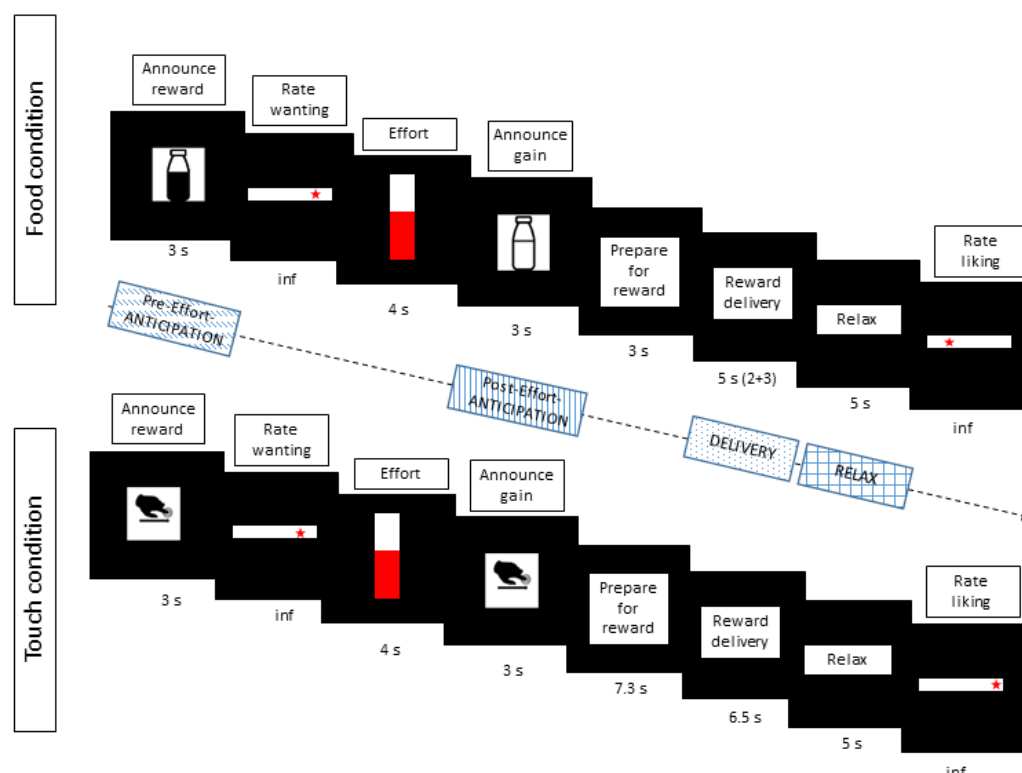 Food condition
Announce
reward
Rate
wanting
Effort
Announce
gain
Prepare
for
reward
Reward
delivery
Relax
Rate
liking
3 s
inf
4 s
3 s
3 s
5 s (2+3)
5 s
inf
Pre-Effort-
ANTICIPATION
Post-Effort-
ANTICIPATION
DELIVERY
RELAX
Touch condition
Announce
reward
Rate
wanting
Effort
Announce
gain
Prepare
for
reward
Reward
delivery
Relax
Rate
liking
3 s
inf
4 s
3 s
7.3 s
6.5 s
5 s
inf